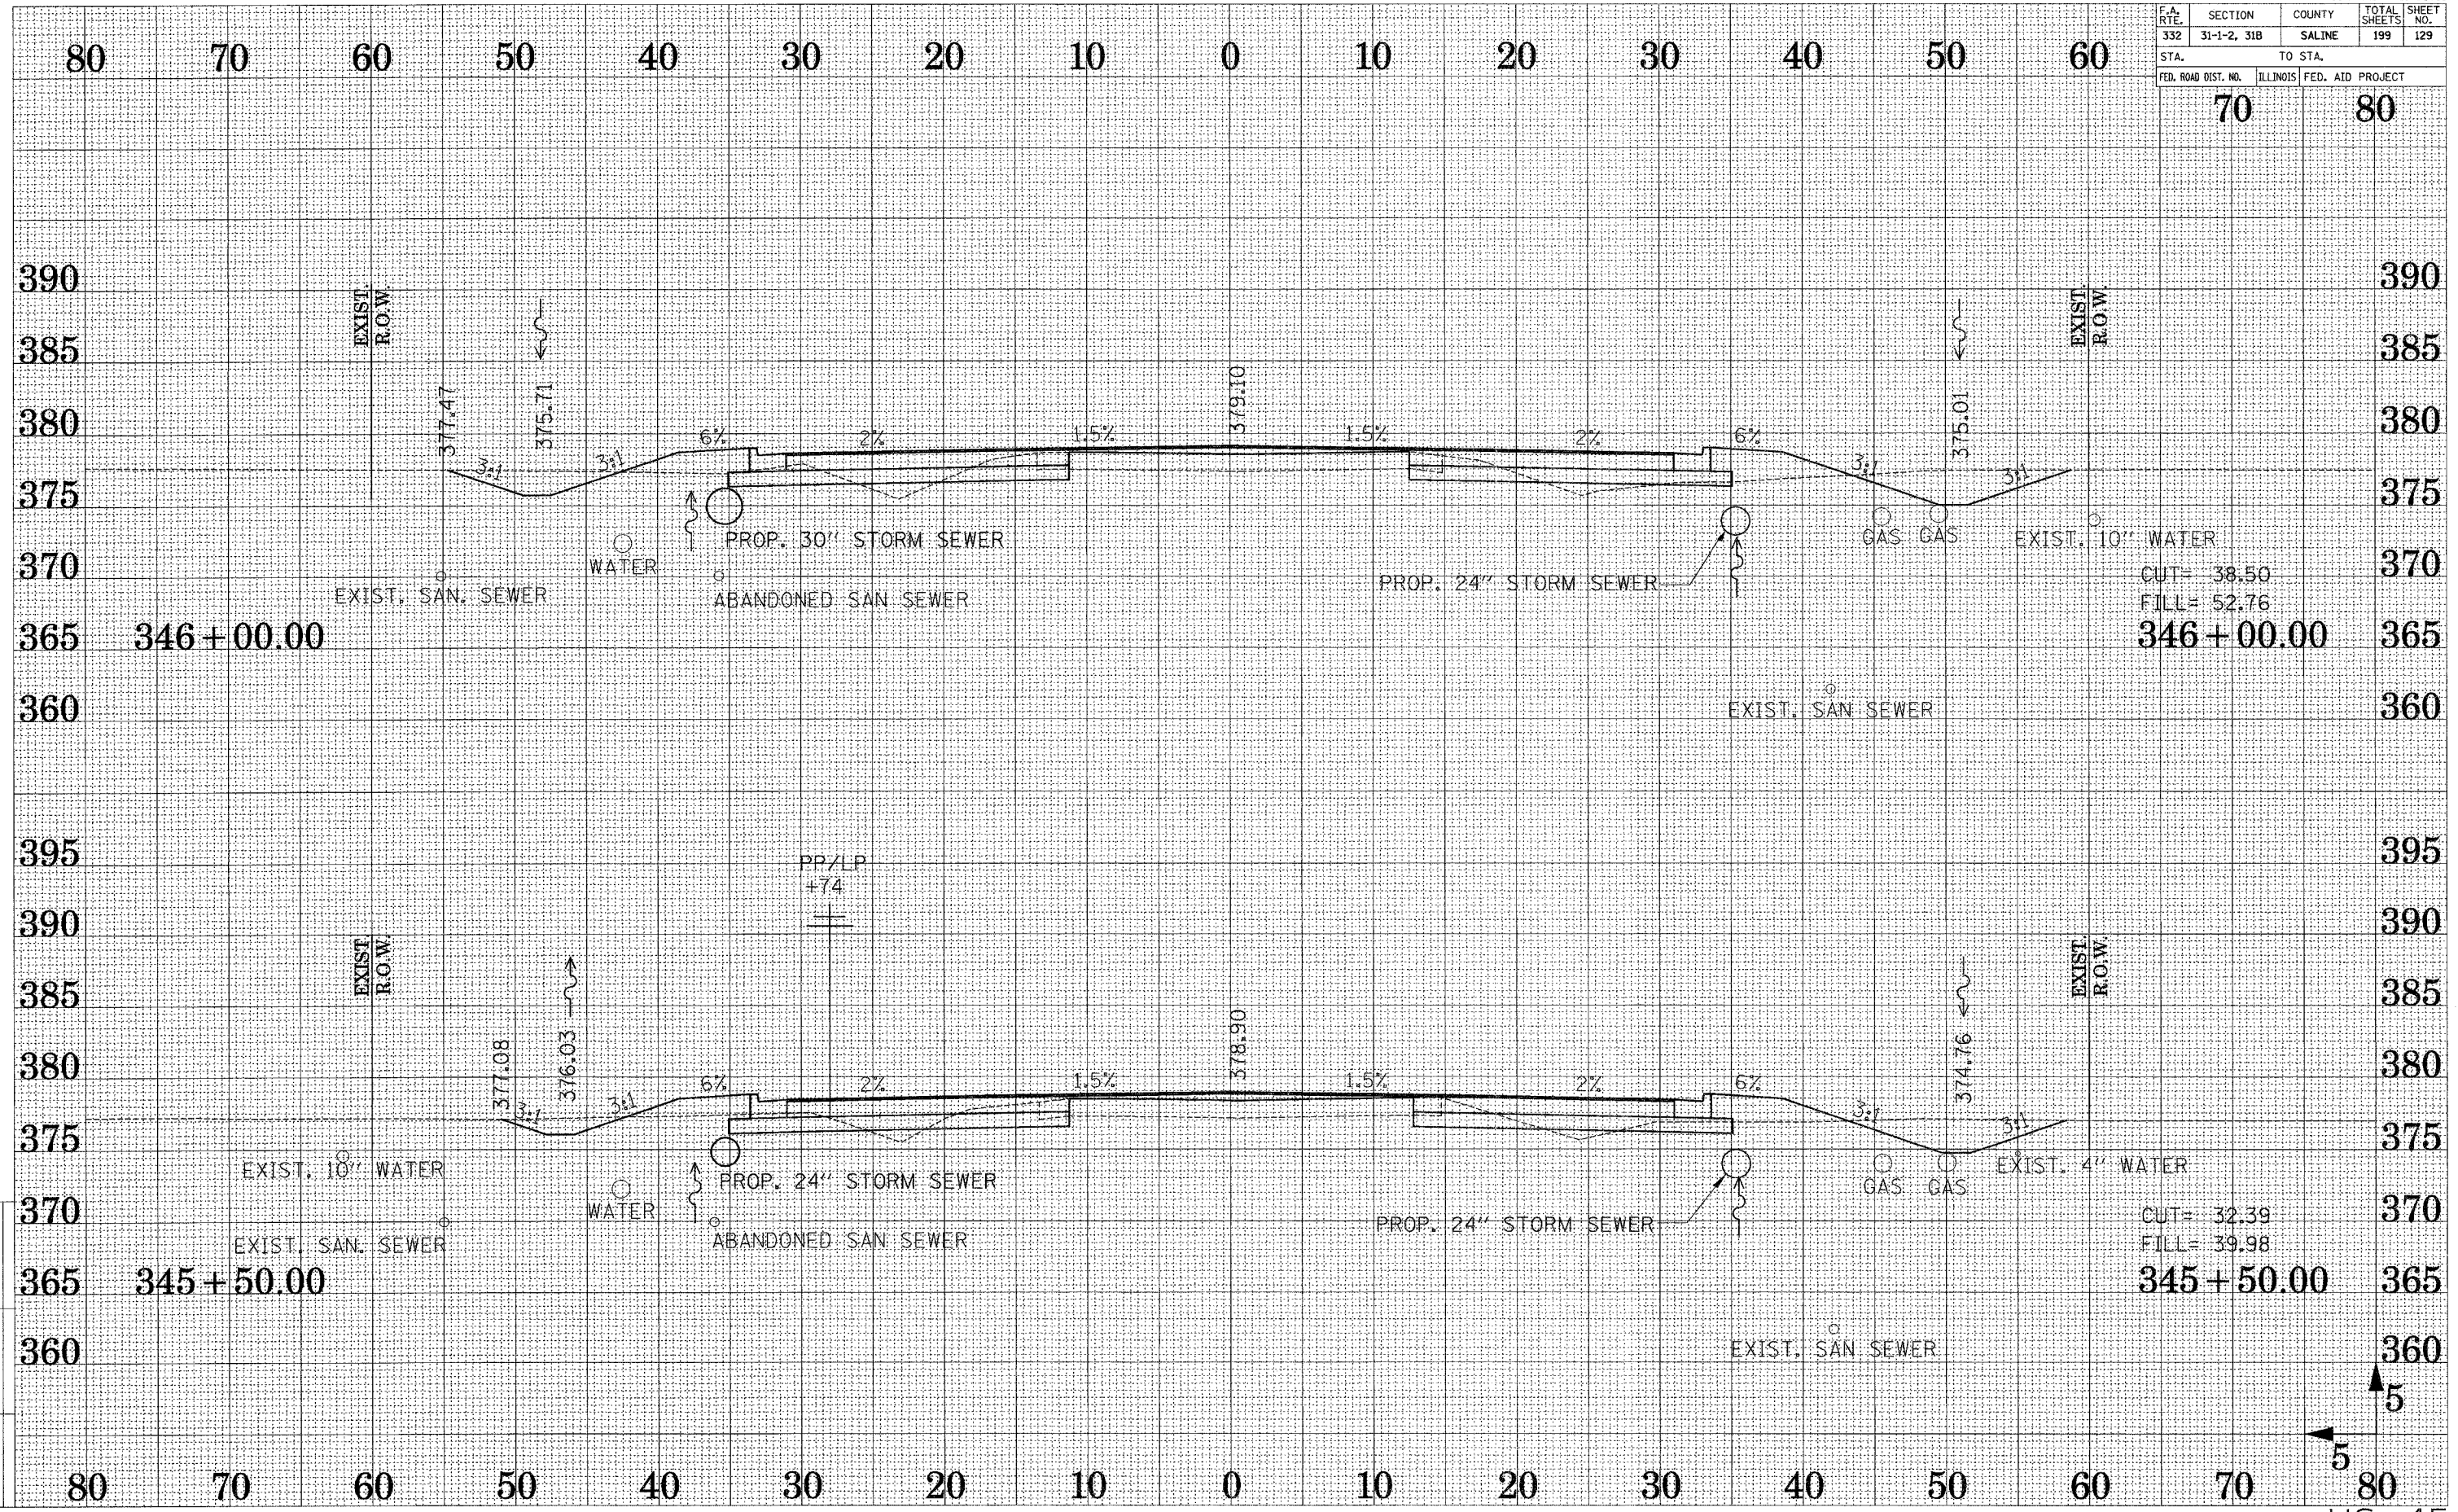 F.A. RTE. SECTION COUNTY TOTAL SHEETS SHEET NO.
332 31-1-2, 31B SALINE 199 129
STA. TO STA.
FED. ROAD DIST. NO. ILLINOIS FED. AID PROJECT
80 70 60 50 40 30 20 10 0 10 20 30 40 50 60 70 80
390 390
EXIST. R.O.W. EXIST. R.O.W.
385 385
377.47 375.71 379.10 375.01
380 380
6% 2% 1.5% 1.5% 2% 6%
3:1 3:1 3:1 3:1
375 375
PROP. 30" STORM SEWER GAS GAS EXIST. 10" WATER
370 WATER 370
PROP. 24" STORM SEWER
CUT= 38.50
EXIST. SAN. SEWER ABANDONED SAN SEWER
FILL= 52.76
365 346+00.00 346+00.00 365
360 EXIST. SAN SEWER 360
395 395
PP/LP
+74
390 390
EXIST. R.O.W. EXIST. R.O.W.
385 385
377.08 376.03 378.90 374.76
380 380
6% 2% 1.5% 1.5% 2% 6%
3:1 3:1 3:1 3:1
375 375
EXIST. 10" WATER EXIST. 4" WATER
PROP. 24" STORM SEWER GAS GAS
370 WATER 370
PROP. 24" STORM SEWER CUT= 32.39
EXIST. SAN. SEWER ABANDONED SAN SEWER FILL= 39.98
365 345+50.00 345+50.00 365
360 EXIST. SAN SEWER 360
5
5
80 70 60 50 40 30 20 10 0 10 20 30 40 50 60 70 80